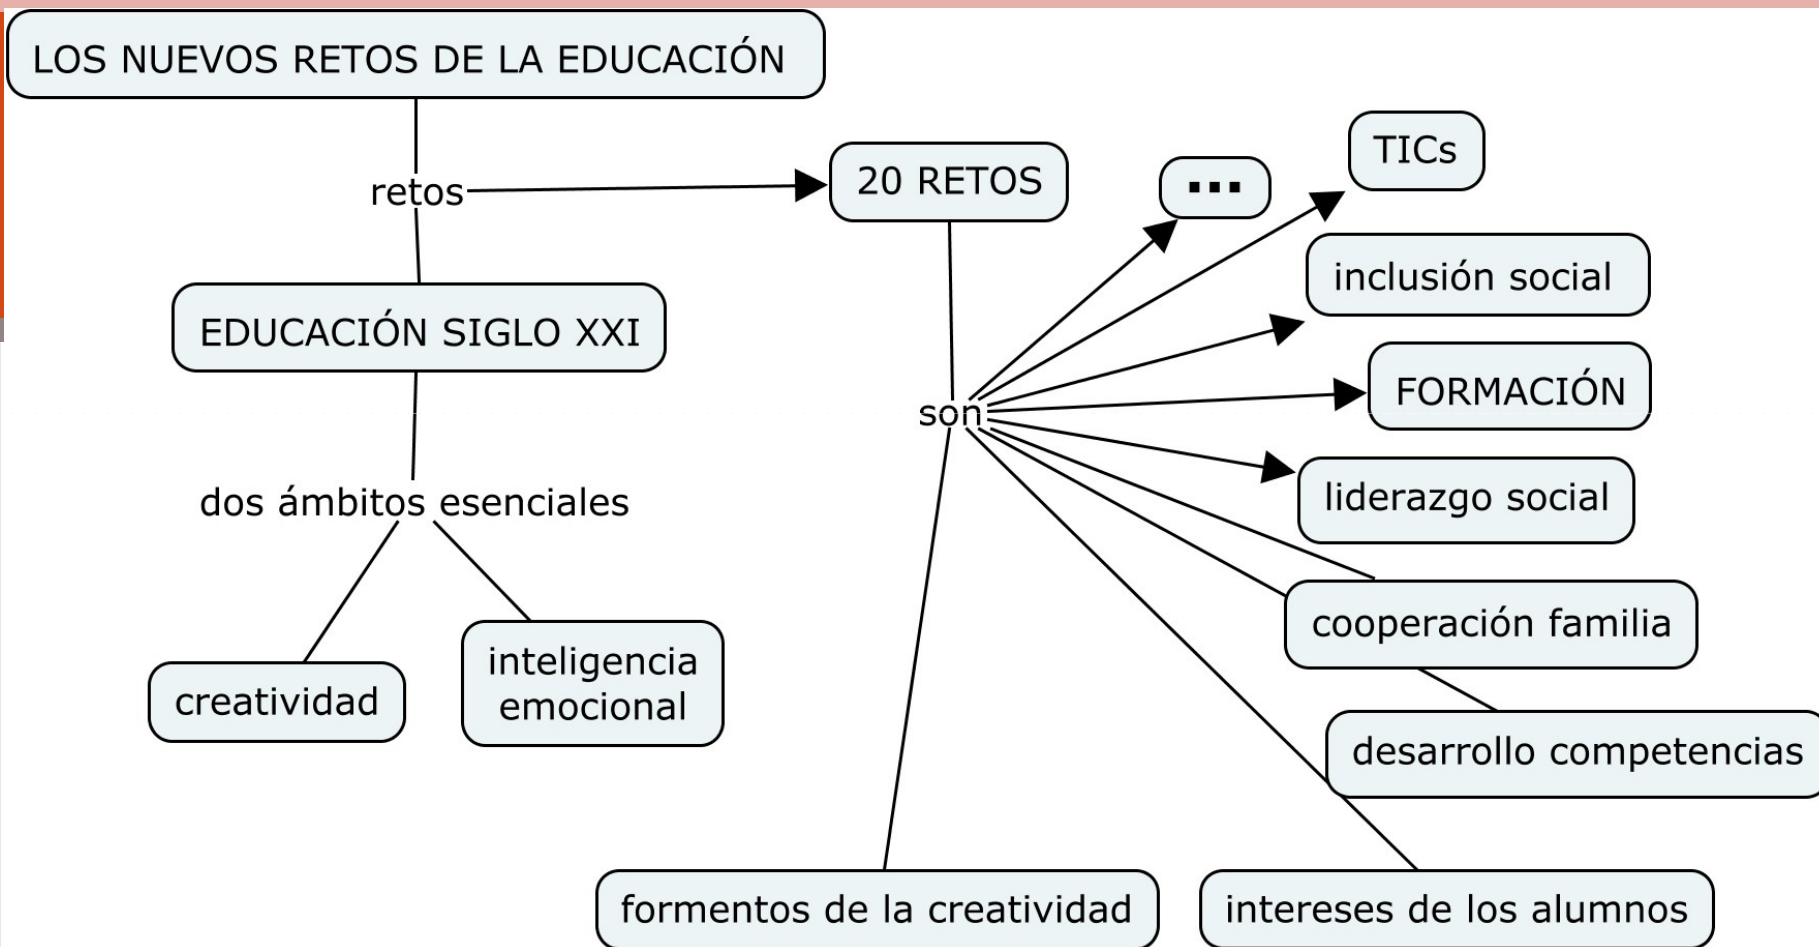 LOS NUEVOS RETOS DE LA EDUCACIÓN
retos
20 RETOS
...
TICs
inclusión social
EDUCACIÓN SIGLO XXI
FORMACIÓN
son
liderazgo social
dos ámbitos esenciales
cooperación familia
creatividad
inteligencia
emocional
desarrollo competencias
formentos de la creatividad
intereses de los alumnos